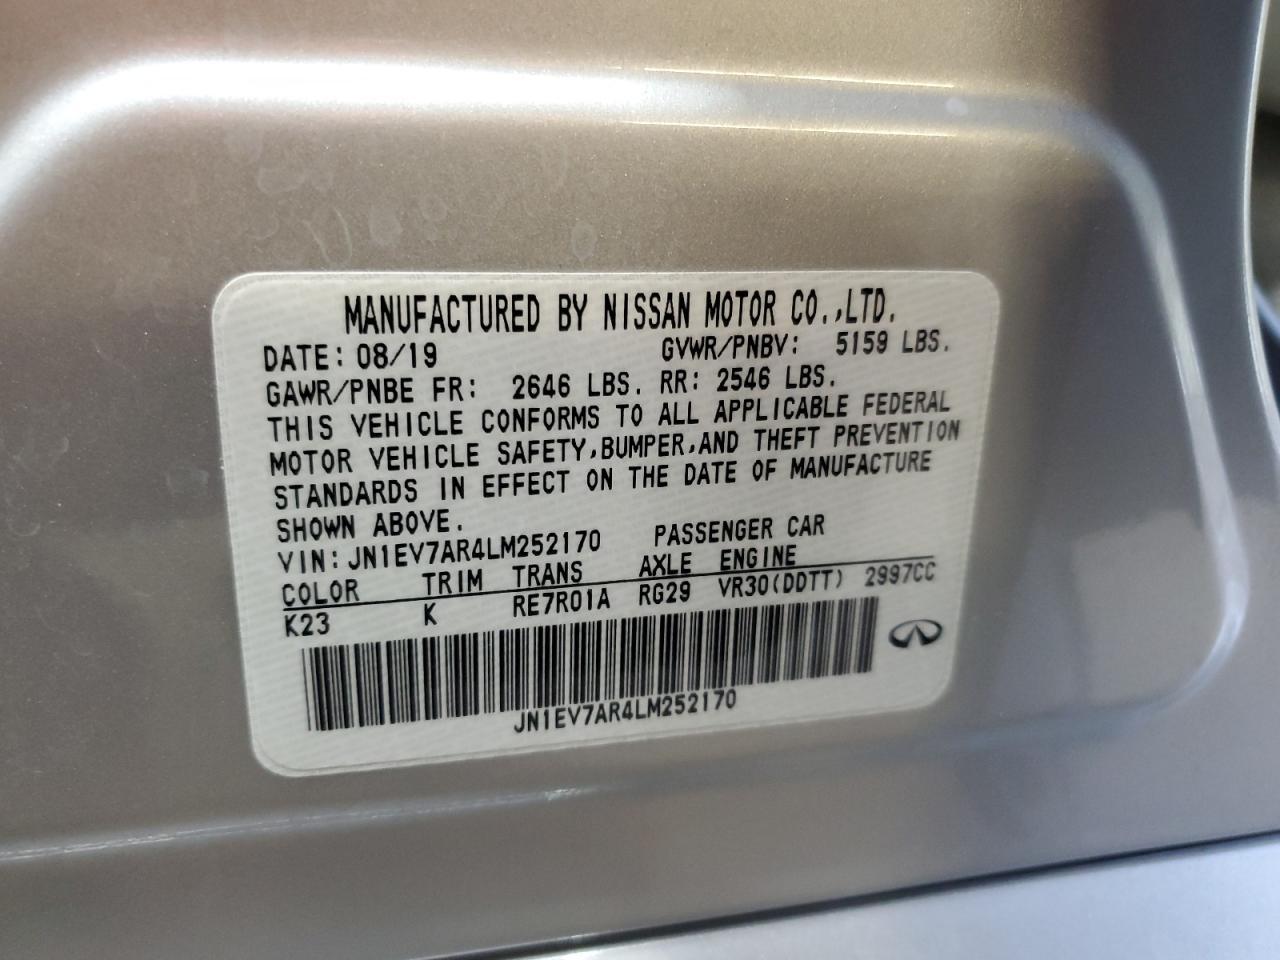 MANUFACTURED BY NISSAN MOTOR CO.,LTD.
DATE: 08/19 GVWR/PNBV: 5159 LBS.
GAWR/PNBE FR: 2646 LBS. RR: 2546 LBS.
THIS VEHICLE CONFORMS TO ALL APPLICABLE FEDERAL
MOTOR VEHICLE SAFETY,BUMPER,AND THEFT PREVENTION
STANDARDS IN EFFECT ON THE DATE OF MANUFACTURE
SHOWN ABOVE.
VIN: JN1EV7AR4LM252170 PASSENGER CAR
COLOR TRIM TRANS AXLE ENGINE
K23 K RE7R01A RG29 VR30(DDTT) 2997CC
JN1EV7AR4LM252170